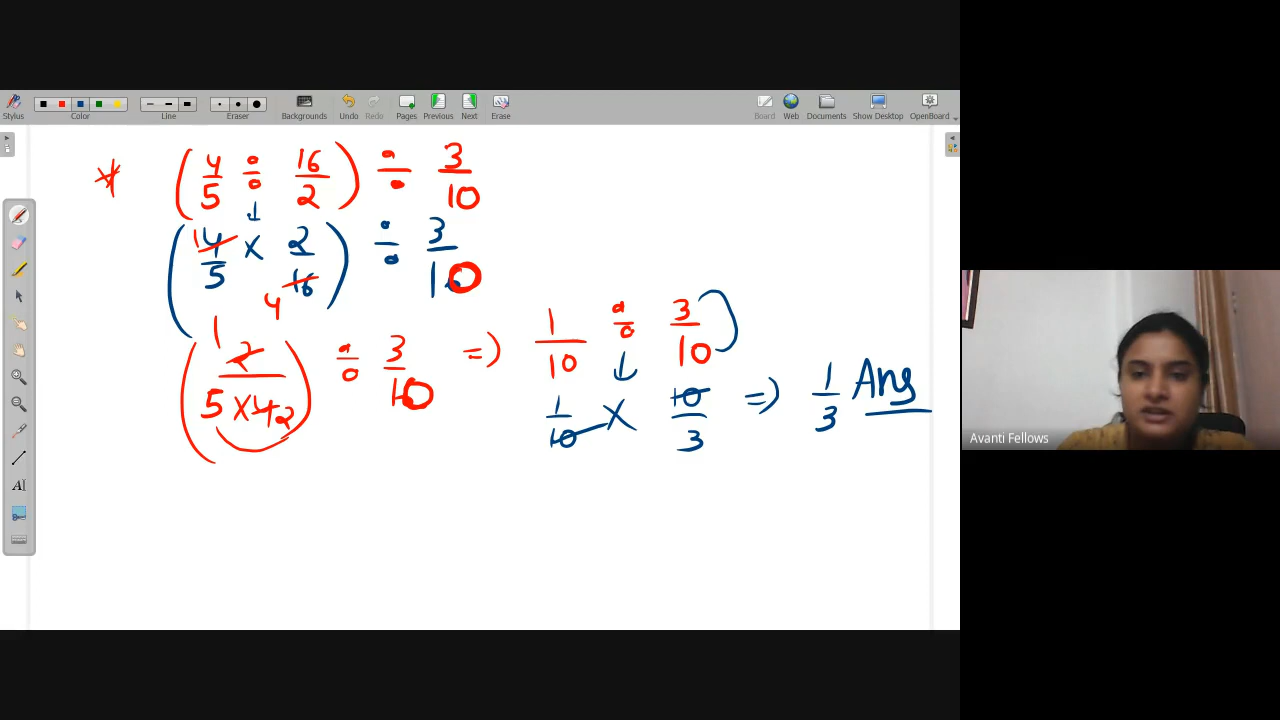 Stylus Color Line Eraser Backgrounds Undo Redo Pages Previous Next Erase Board Web Documents Show Desktop OpenBoard
* (4/5 ÷ 16/2) ÷ 3/10
(4/5 × 2/16) ÷ 3/10
1
4
(2/5×4) ÷ 3/10 => 1/10 ÷ 3/10
1
2
1/10 × 10/3 => 1/3 Ans
Avanti Fellows